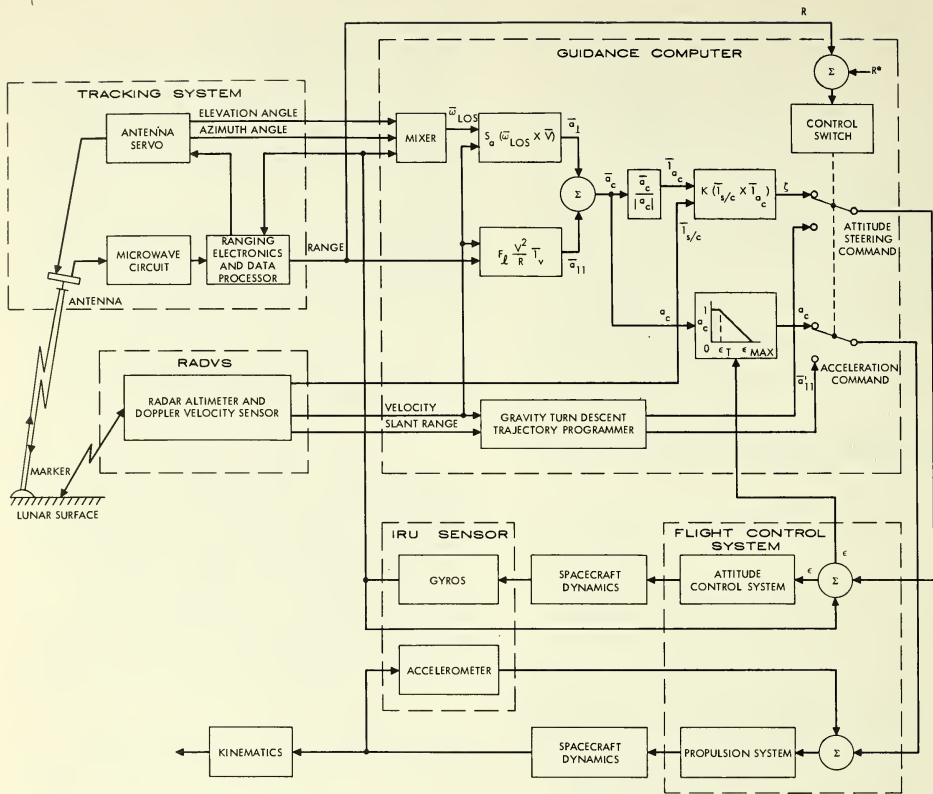 R
GUIDANCE COMPUTER
Σ
R*
TRACKING SYSTEM
ELEVATION ANGLE
AZIMUTH ANGLE
ANTENNA
SERVO
MIXER
ω̅LOS
Sa (ω̅LOS X V̅)
a̅⊥
CONTROL
SWITCH
Σ
a̅c
a̅c
|a̅c|
1̅ac
K (1̅s/c X 1̅ac)
ζ
1̅s/c
ATTITUDE
STEERING
COMMAND
MICROWAVE
CIRCUIT
RANGING
ELECTRONICS
AND DATA
PROCESSOR
RANGE
Fℓ V²/R 1̅v
a̅11
ANTENNA
ac
1
ac
0
εT
εMAX
ac
ACCELERATION
COMMAND
a̅'11
RADVS
RADAR ALTIMETER AND
DOPPLER VELOCITY SENSOR
VELOCITY
SLANT RANGE
GRAVITY TURN DESCENT
TRAJECTORY PROGRAMMER
MARKER
LUNAR SURFACE
IRU SENSOR
FLIGHT CONTROL
SYSTEM
GYROS
SPACECRAFT
DYNAMICS
ATTITUDE
CONTROL SYSTEM
ε
ε
Σ
ACCELEROMETER
KINEMATICS
SPACECRAFT
DYNAMICS
PROPULSION SYSTEM
Σ